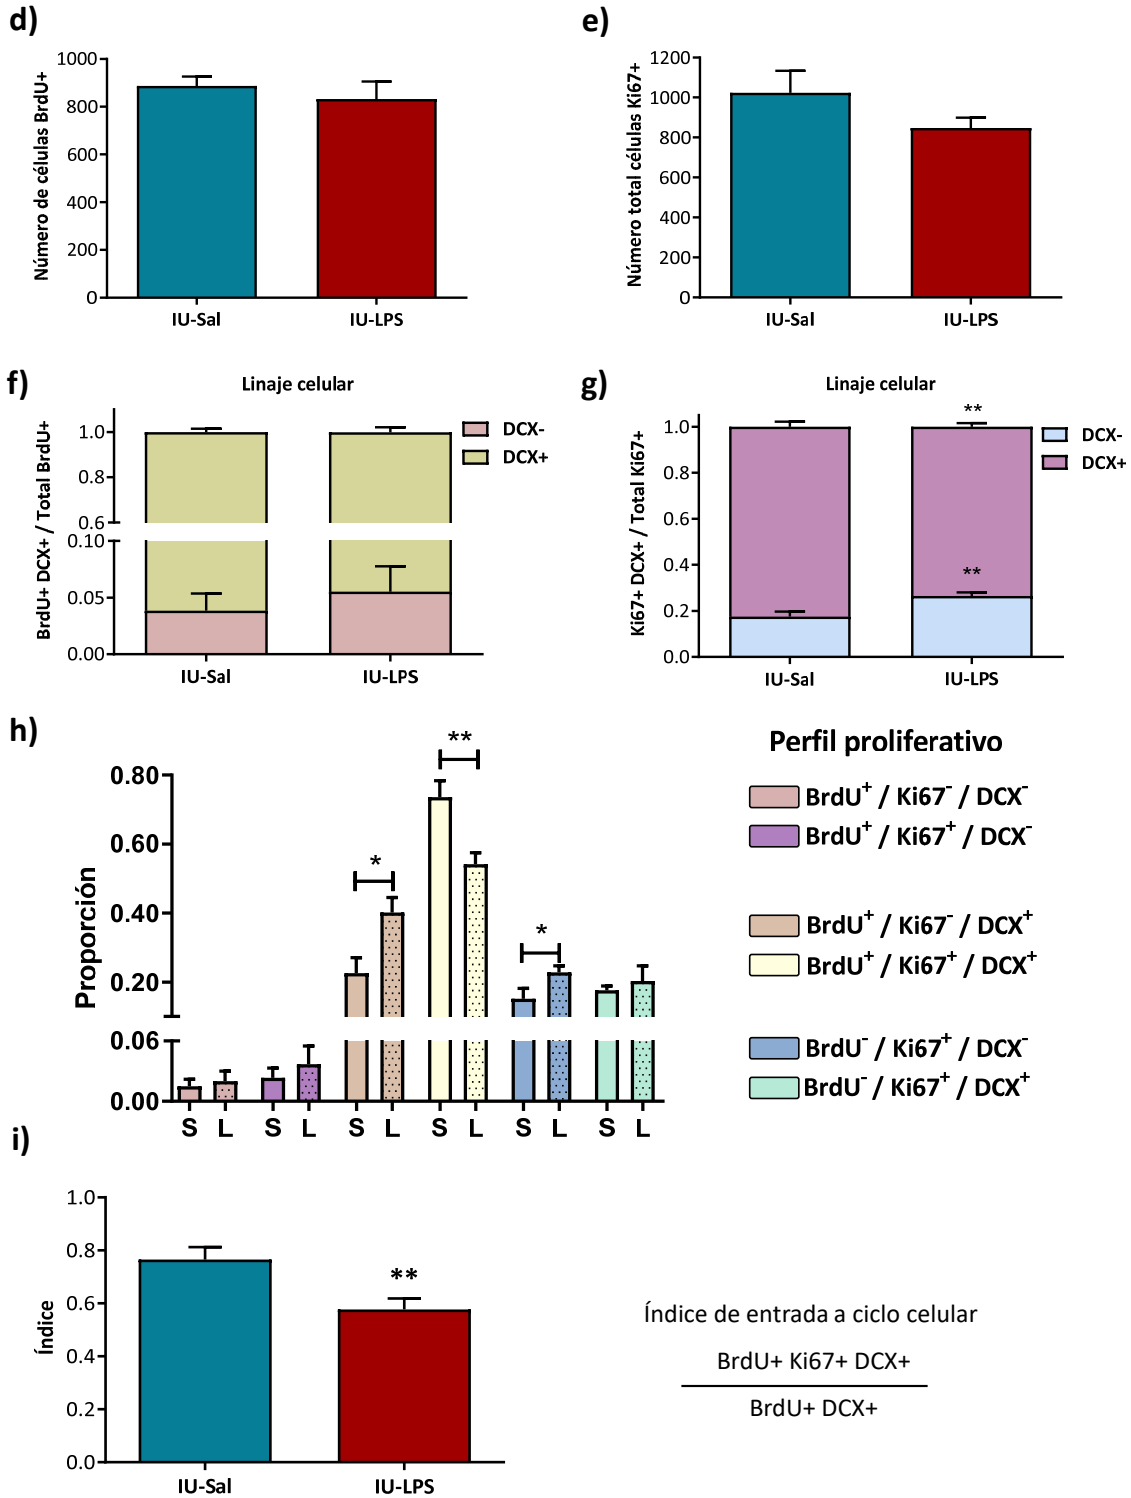 d)
Número de células BrdU+
1000
800
600
400
200
0
IU-Sal
IU-LPS
e)
Número total células Ki67+
1200
1000
800
600
400
200
0
IU-Sal
IU-LPS
f)
Linaje celular
BrdU+ DCX+ / Total BrdU+
1.0
0.8
0.6
0.10
0.05
0.00
IU-Sal
IU-LPS
DCX-
DCX+
g)
Linaje celular
Ki67+ DCX+ / Total Ki67+
1.0
0.8
0.6
0.4
0.2
0.0
**
**
IU-Sal
IU-LPS
DCX-
DCX+
h)
Proporción
0.80
0.60
0.40
0.20
0.06
0.00
*
**
*
S L S L S L S L S L S L
Perfil proliferativo
BrdU⁺ / Ki67⁻ / DCX⁻
BrdU⁺ / Ki67⁺ / DCX⁻
BrdU⁺ / Ki67⁻ / DCX⁺
BrdU⁺ / Ki67⁺ / DCX⁺
BrdU⁻ / Ki67⁺ / DCX⁻
BrdU⁻ / Ki67⁺ / DCX⁺
i)
Índice
1.0
0.8
0.6
0.4
0.2
0.0
**
IU-Sal
IU-LPS
Índice de entrada a ciclo celular
BrdU+ Ki67+ DCX+
BrdU+ DCX+